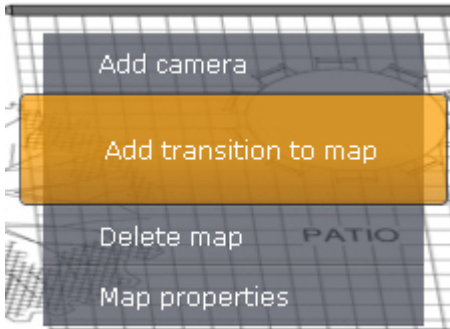 Add camera
Add transition to map
Delete map
PATIO
Map properties